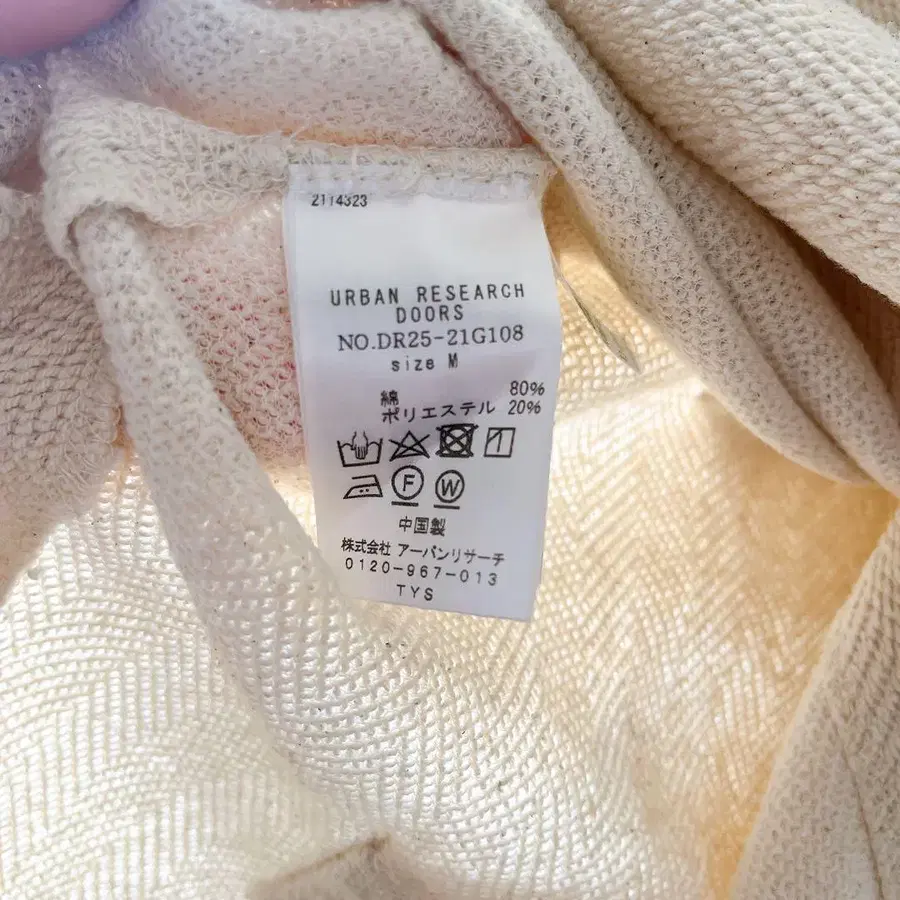 2114323
URBAN RESEARCH
DOORS
NO.DR25-21G108
size M
綿 80%
ポリエステル 20%
F W
中国製
株式会社 アーバンリサーチ
0120-967-013
TYS